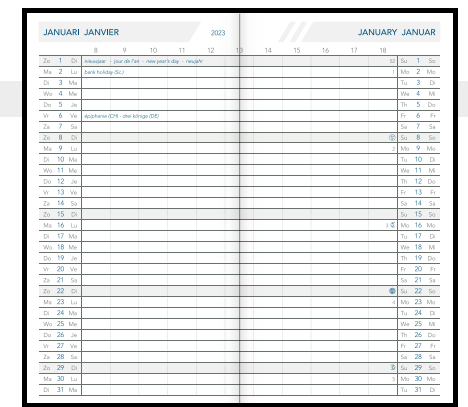 JANUARI JANVIER 2023 JANUARY JANUAR
8 9 10 11 12 13 14 15 16 17 18
Zo 1 Di nieuwjaar - jour de l'an - new year's day - neujahr 52 Su 1 So
Ma 2 Lu bank holiday (Sc.) 1 Mo 2 Mo
Di 3 Ma Tu 3 Di
Wo 4 Me We 4 Mi
Do 5 Je Th 5 Do
Vr 6 Ve épiphanie (CH) - drei könige (DE) Fr 6 Fr
Za 7 Sa Sa 7 Sa
Zo 8 Di Su 8 So
Ma 9 Lu 2 Mo 9 Mo
Di 10 Ma Tu 10 Di
Wo 11 Me We 11 Mi
Do 12 Je Th 12 Do
Vr 13 Ve Fr 13 Fr
Za 14 Sa Sa 14 Sa
Zo 15 Di Su 15 So
Ma 16 Lu 3 Mo 16 Mo
Di 17 Ma Tu 17 Di
Wo 18 Me We 18 Mi
Do 19 Je Th 19 Do
Vr 20 Ve Fr 20 Fr
Za 21 Sa Sa 21 Sa
Zo 22 Di Su 22 So
Ma 23 Lu 4 Mo 23 Mo
Di 24 Ma Tu 24 Di
Wo 25 Me We 25 Mi
Do 26 Je Th 26 Do
Vr 27 Ve Fr 27 Fr
Za 28 Sa Sa 28 Sa
Zo 29 Di Su 29 So
Ma 30 Lu 5 Mo 30 Mo
Di 31 Ma Tu 31 Di